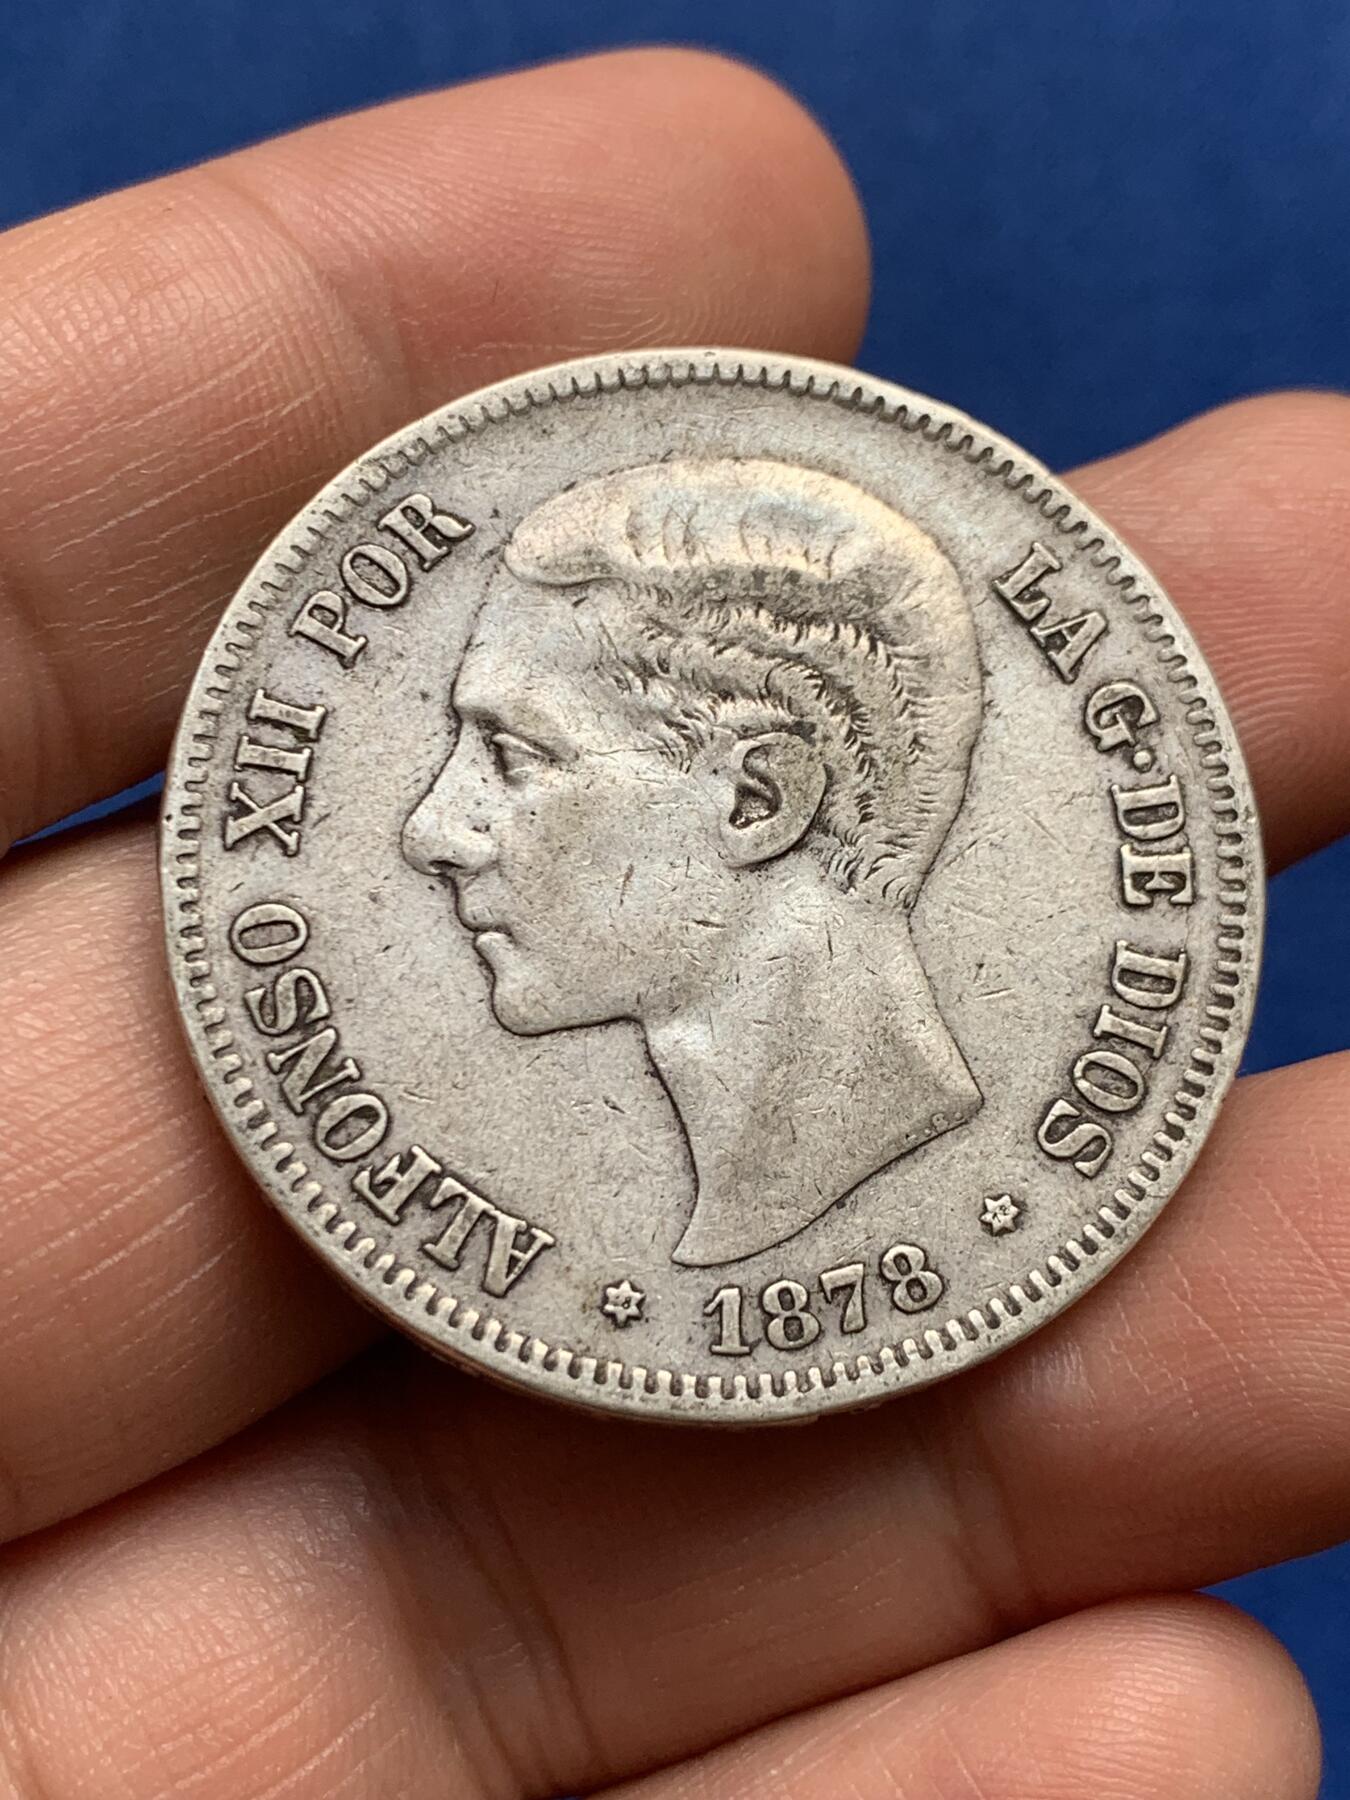 ALFONSO XII POR LA G· DE DIOS
* 1878 *